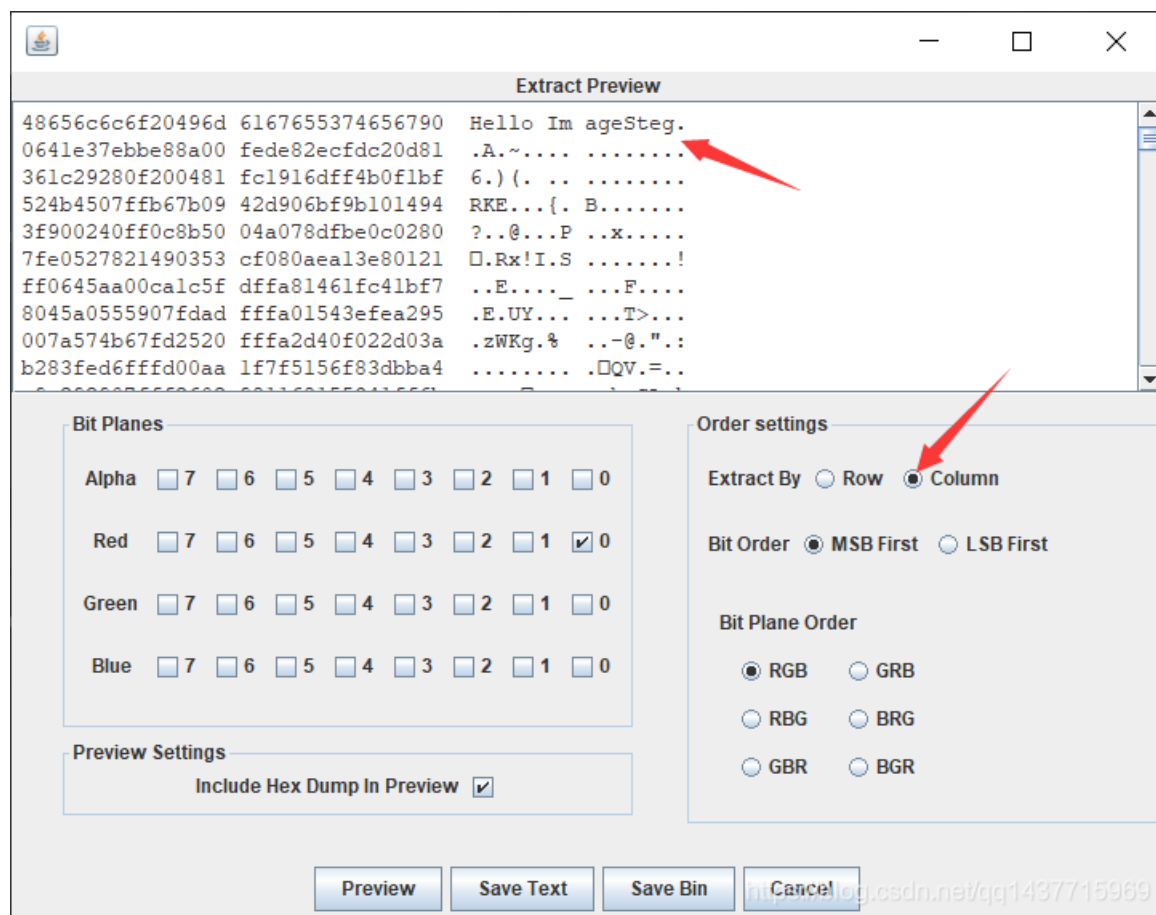 Extract Preview
48656c6c6f20496d 6167655374656790 Hello Im ageSteg.
0641e37ebbe88a00 fede82ecfdc20d81 .A.~.... ........
361c29280f200481 fc1916dff4b0f1bf 6.)(. .. ........
524b4507ffb67b09 42d906bf9b101494 RKE...{. B.......
3f900240ff0c8b50 04a078dfbe0c0280 ?..@...P ..x.....
7fe0527821490353 cf080aea13e80121 .Rx!I.S .......!
ff0645aa00ca1c5f dffa81461fc41bf7 ..E...._ ...F....
8045a0555907fdad fffa01543efea295 .E.UY... ...T>...
007a574b67fd2520 fffa2d40f022d03a .zWKg.% ..-@.".:
b283fed6fffd00aa 1f7f5156f83dbba4 ........ .QV.=..
Bit Planes
Alpha 7 6 5 4 3 2 1 0
Red 7 6 5 4 3 2 1 0
Green 7 6 5 4 3 2 1 0
Blue 7 6 5 4 3 2 1 0
Preview Settings
Include Hex Dump In Preview
Order settings
Extract By Row Column
Bit Order MSB First LSB First
Bit Plane Order
RGB GRB
RBG BRG
GBR BGR
Preview Save Text Save Bin Cancel
https://blog.csdn.net/qq1437715969